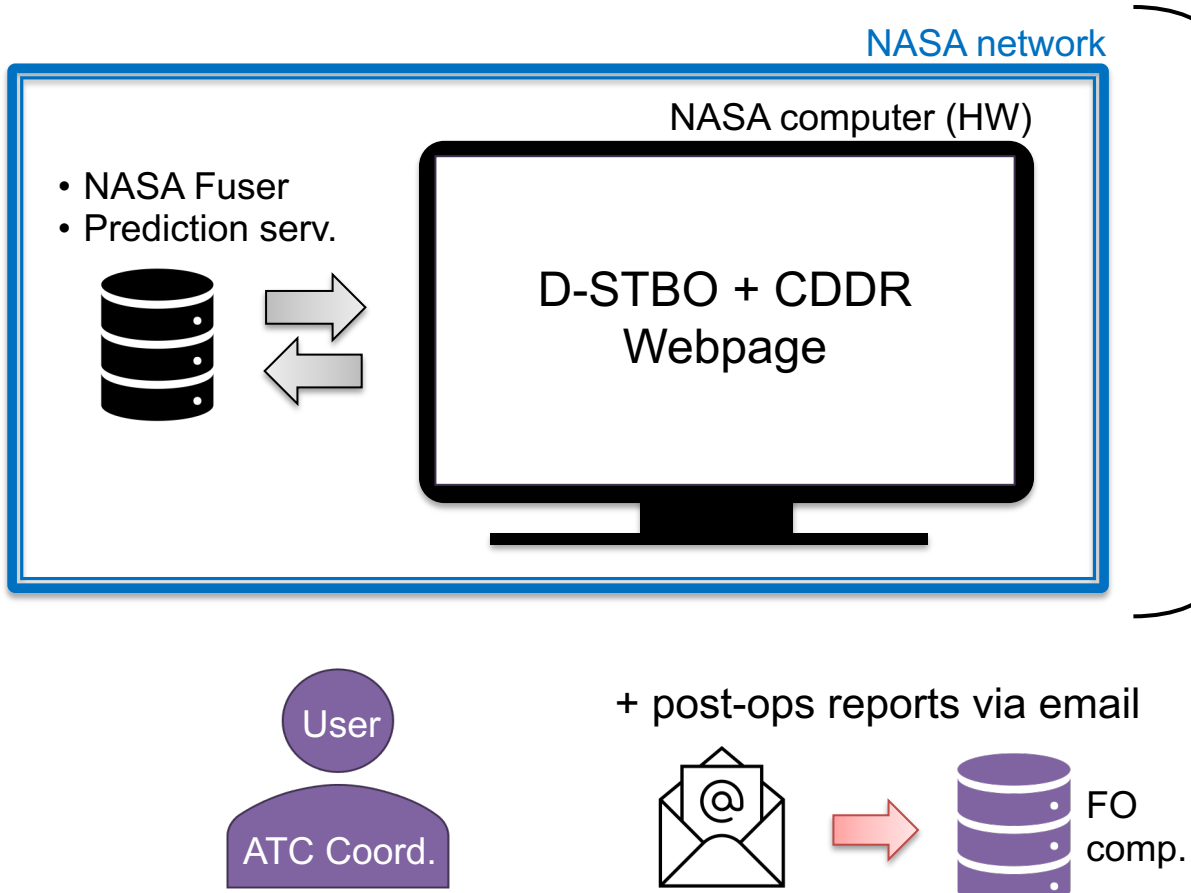 NASA network
NASA computer (HW)
• NASA Fuser
• Prediction serv.
D-STBO + CDDR
Webpage
User
ATC Coord.
+ post-ops reports via email
@
FO
comp.